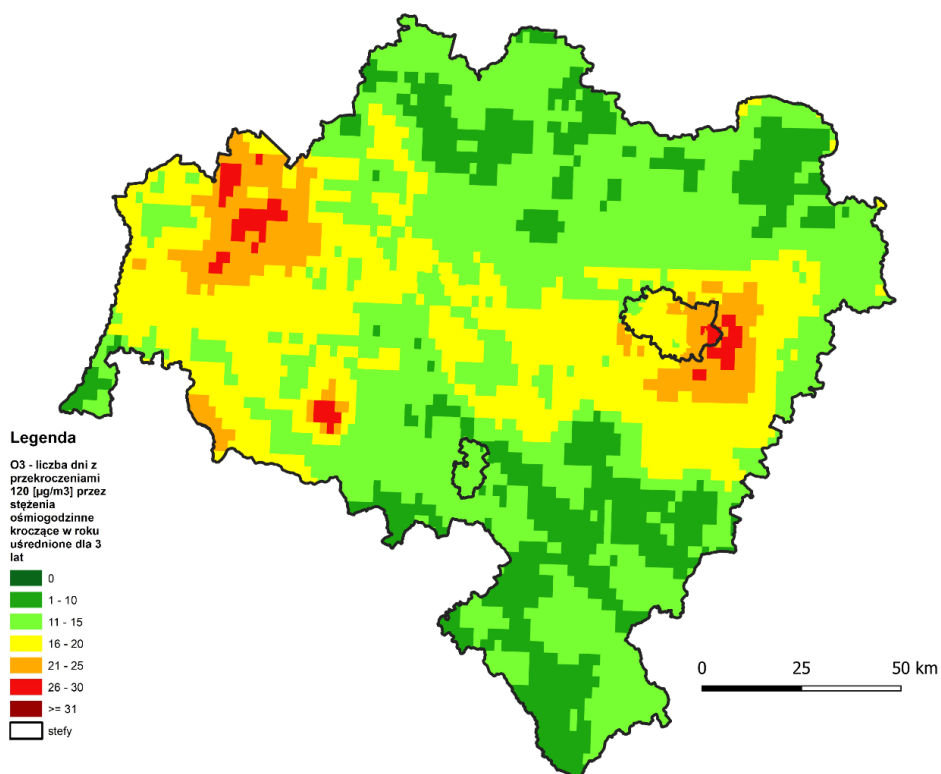 Legenda
O3 - liczba dni z
przekroczeniami
120 [µg/m3] przez
stężenia
ośmiogodzinne
kroczące w roku
uśrednione dla 3
lat
0
1 - 10
11 - 15
16 - 20
21 - 25
26 - 30
>= 31
stefy
0 25 50 km